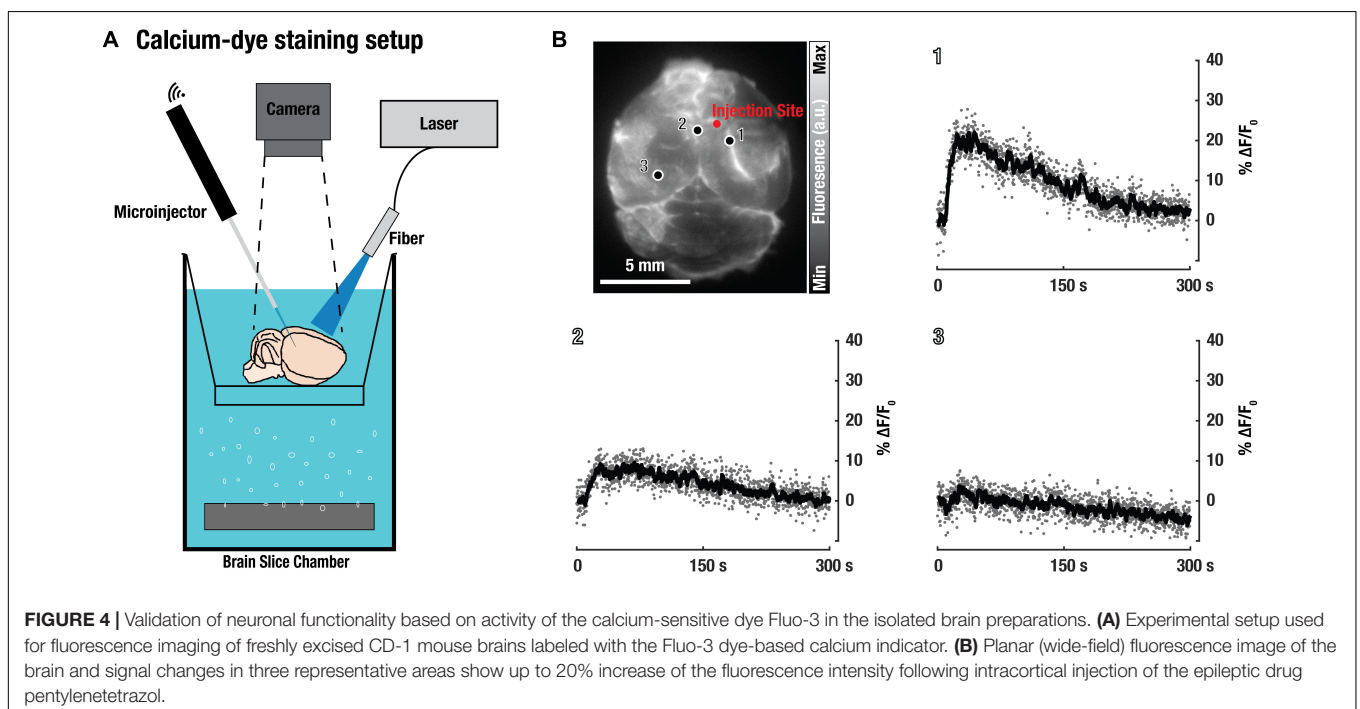 A Calcium-dye staining setup
Camera
Laser
Microinjector
Fiber
Brain Slice Chamber
B
Injection Site
1
2
3
5 mm
Max
Fluoresence (a.u.)
Min
1
40
30
20
10
0
% ΔF/F0
0 150 s 300 s
2
40
30
20
10
0
% ΔF/F0
0 150 s 300 s
3
40
30
20
10
0
% ΔF/F0
0 150 s 300 s
FIGURE 4 | Validation of neuronal functionality based on activity of the calcium-sensitive dye Fluo-3 in the isolated brain preparations. (A) Experimental setup used
for fluorescence imaging of freshly excised CD-1 mouse brains labeled with the Fluo-3 dye-based calcium indicator. (B) Planar (wide-field) fluorescence image of the
brain and signal changes in three representative areas show up to 20% increase of the fluorescence intensity following intracortical injection of the epileptic drug
pentylenetetrazol.